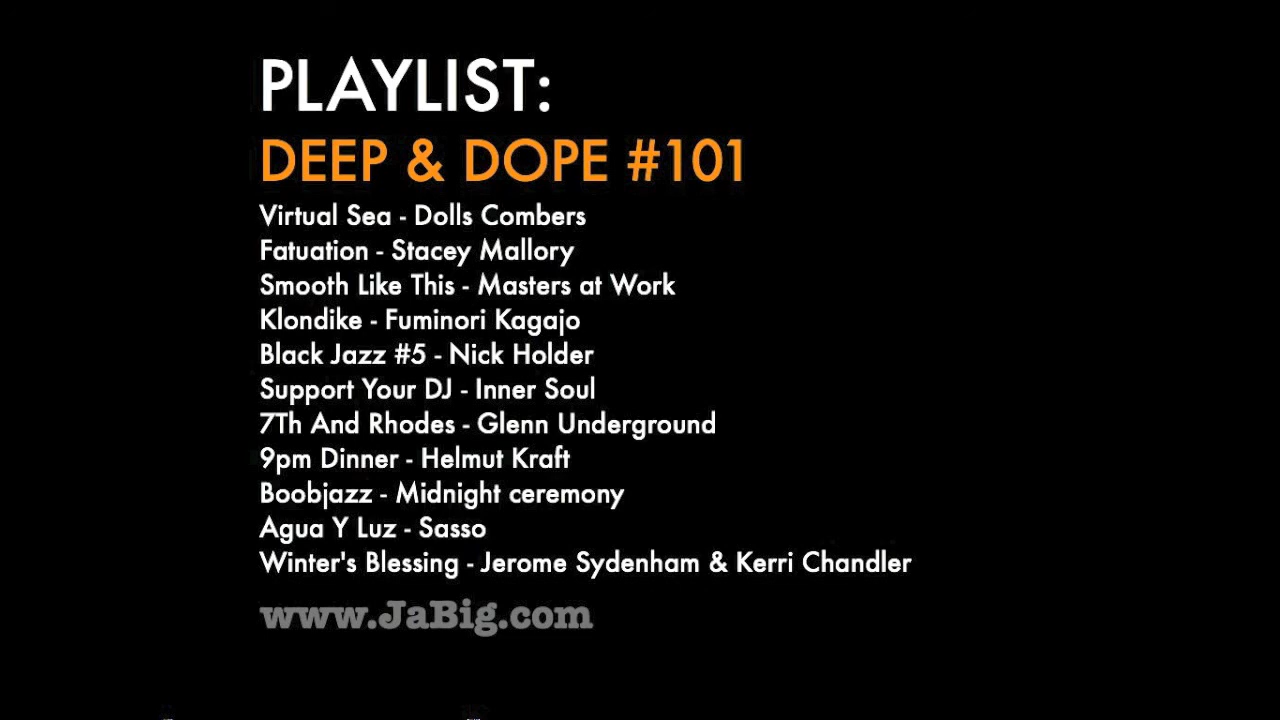 PLAYLIST:
DEEP & DOPE #101
Virtual Sea - Dolls Combers
Fatuation - Stacey Mallory
Smooth Like This - Masters at Work
Klondike - Fuminori Kagajo
Black Jazz #5 - Nick Holder
Support Your DJ - Inner Soul
7Th And Rhodes - Glenn Underground
9pm Dinner - Helmut Kraft
Boobjazz - Midnight ceremony
Agua Y Luz - Sasso
Winter's Blessing - Jerome Sydenham & Kerri Chandler
www.JaBig.com